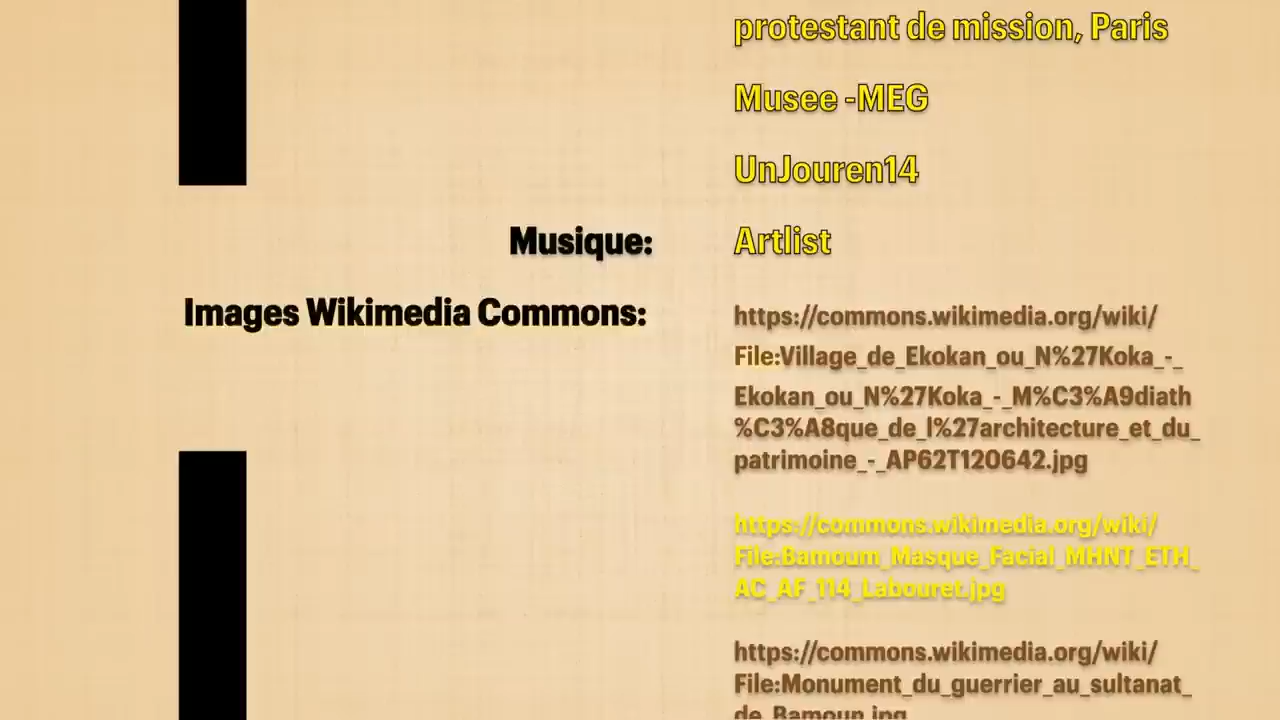 protestant de mission, Paris
Musee -MEG
UnJouren14
Musique: Artlist
Images Wikimedia Commons: https://commons.wikimedia.org/wiki/
File:Village_de_Ekokan_ou_N%27Koka_-_
Ekokan_ou_N%27Koka_-_M%C3%A9diath
%C3%A8que_de_l%27architecture_et_du_
patrimoine_-_AP62T120642.jpg
https://commons.wikimedia.org/wiki/
File:Bamoum_Masque_Facial_MHNT_ETH_
AC_AF_114_Labouret.jpg
https://commons.wikimedia.org/wiki/
File:Monument_du_guerrier_au_sultanat_
de_Bamoun.jpg